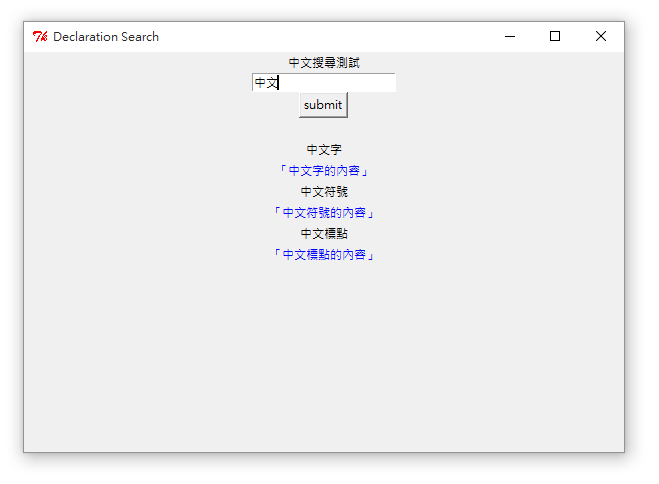 Declaration Search
中文搜尋測試
中文
submit
中文字
「中文字的內容」
中文符號
「中文符號的內容」
中文標點
「中文標點的內容」